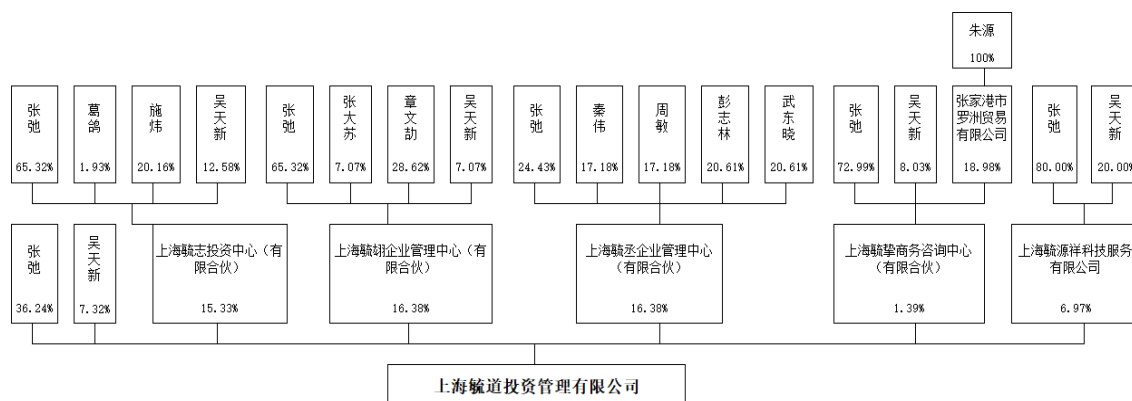 朱源
100%
张弛
65.32%
葛鸽
1.93%
施炜
20.16%
吴天新
12.58%
张弛
65.32%
张大苏
7.07%
章文劼
28.62%
吴天新
7.07%
张弛
24.43%
秦伟
17.18%
周敏
17.18%
彭志林
20.61%
武东晓
20.61%
张弛
72.99%
吴天新
8.03%
张家港市
罗洲贸易
有限公司
18.98%
张弛
80.00%
吴天新
20.00%
张弛
36.24%
吴天新
7.32%
上海毓志投资中心（有
限合伙）
15.33%
上海毓翃企业管理中心（有
限合伙）
16.38%
上海毓丞企业管理中心
（有限合伙）
16.38%
上海毓挚商务咨询中心
（有限合伙）
1.39%
上海毓源祥科技服务
有限公司
6.97%
上海毓道投资管理有限公司